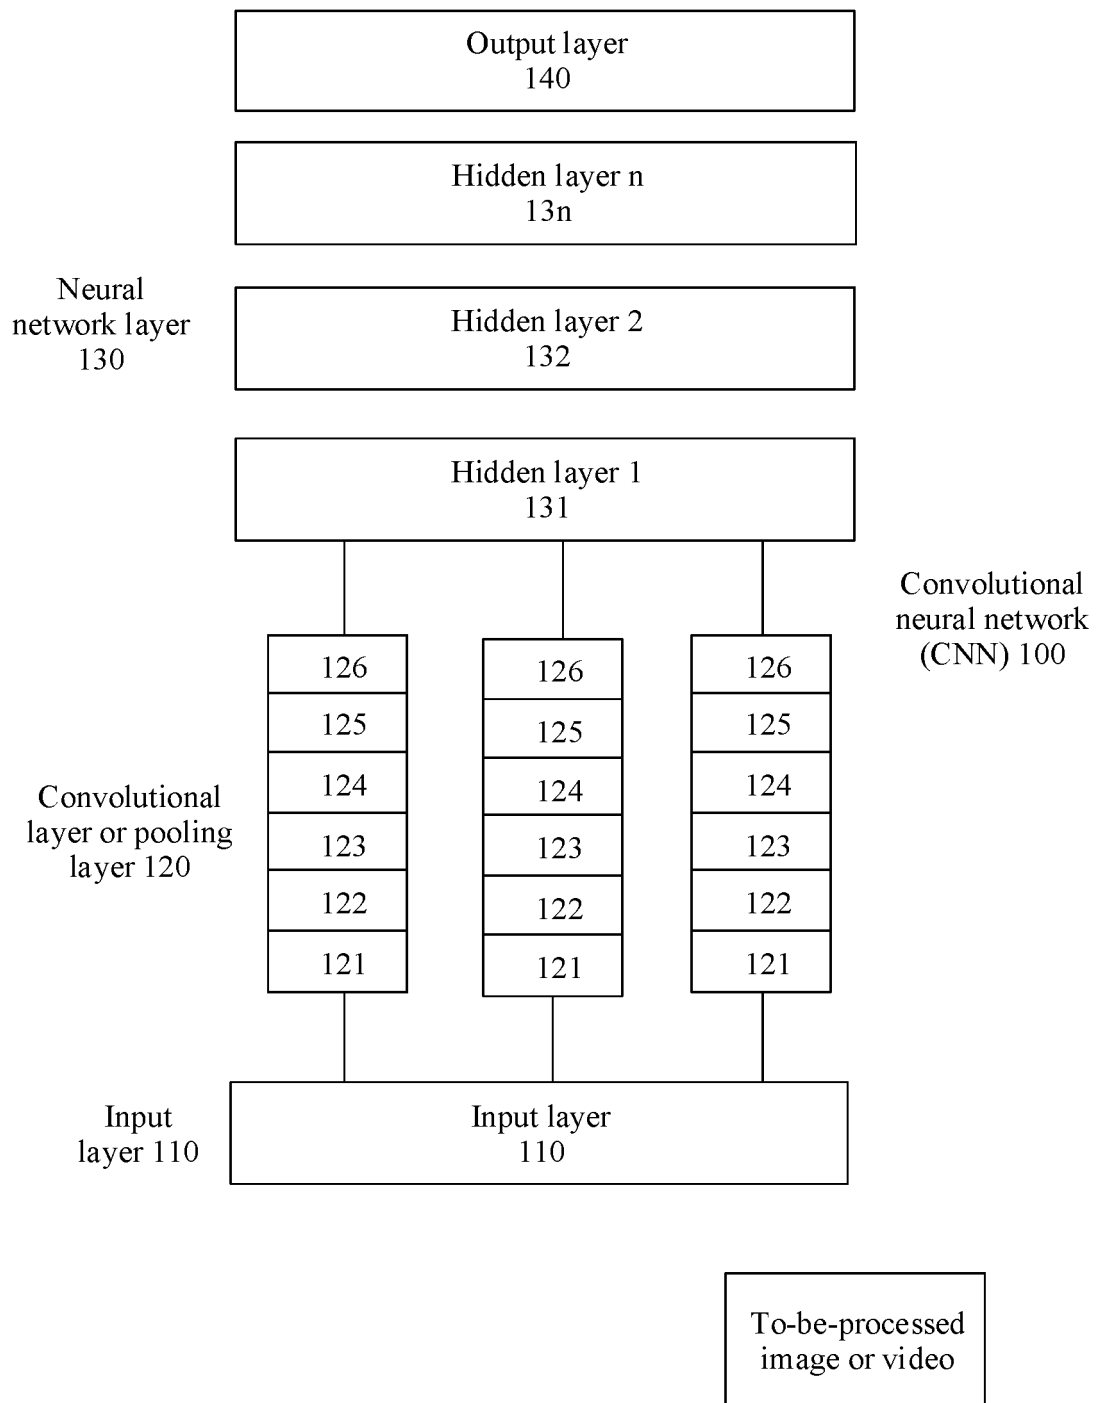 Output layer
140
Hidden layer n
13n
Neural
network layer
130
Hidden layer 2
132
Hidden layer 1
131
Convolutional
neural network
(CNN) 100
126
126
126
125
125
125
Convolutional
layer or pooling
layer 120
124
124
124
123
123
123
122
122
122
121
121
121
Input
layer 110
Input layer
110
To-be-processed
image or video